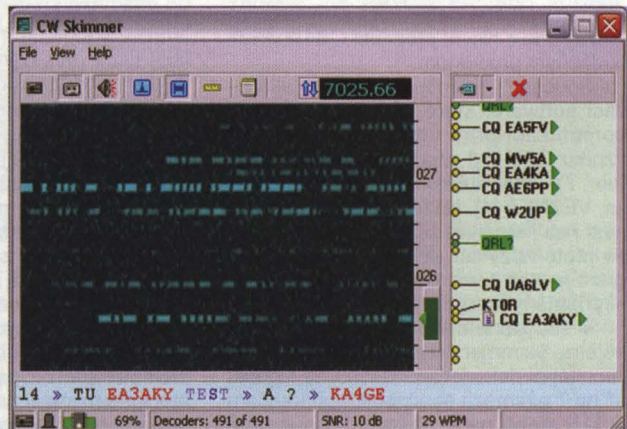 CW Skimmer
File View Help
7025.66
QRL?
CQ EA5FV
CQ MW5A
CQ EA4KA
027
CQ AE6PP
CQ W2UP
QRL?
026
CQ UA6LV
KT0R
CQ EA3AKY
14 » TU EA3AKY TEST » A ? » KA4GE
69% Decoders: 491 of 491 SNR: 10 dB 29 WPM